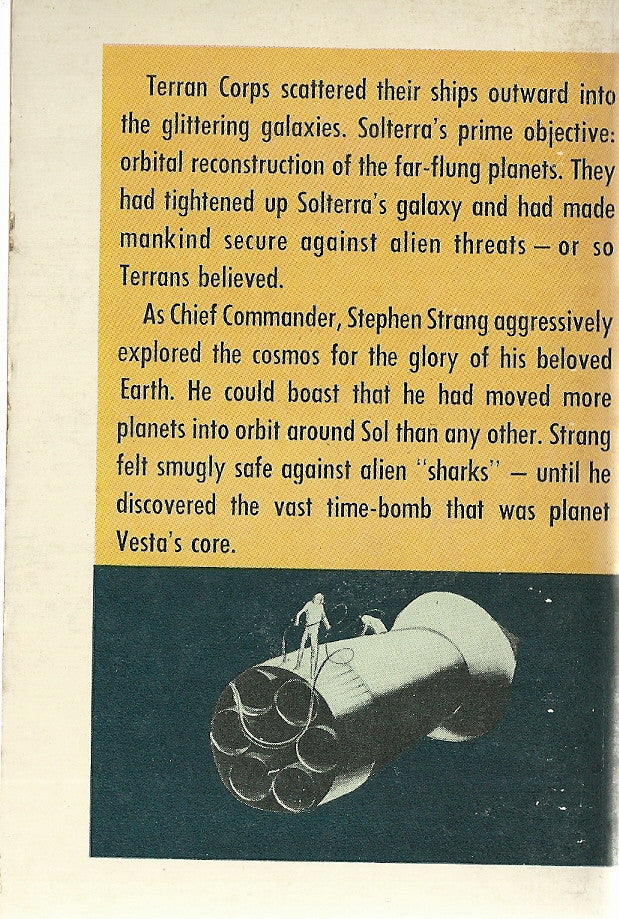 Terran Corps scattered their ships outward into
the glittering galaxies. Solterra's prime objective:
orbital reconstruction of the far-flung planets. They
had tightened up Solterra's galaxy and had made
mankind secure against alien threats — or so
Terrans believed.
As Chief Commander, Stephen Strang aggressively
explored the cosmos for the glory of his beloved
Earth. He could boast that he had moved more
planets into orbit around Sol than any other. Strang
felt smugly safe against alien "sharks" — until he
discovered the vast time-bomb that was planet
Vesta's core.